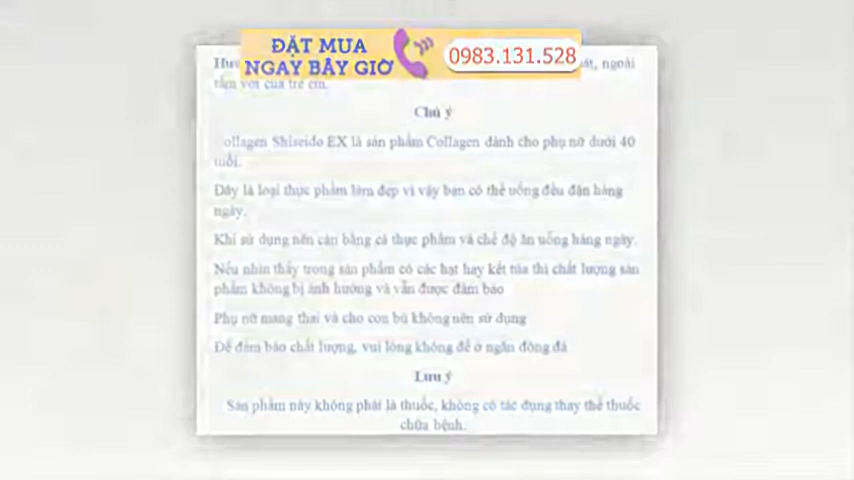 ĐẶT MUA
NGAY BÂY GIỜ
0983.131.528
ngoài
tầm với của trẻ em.
Chú ý
ollagen Shiseido EX là sản phẩm Collagen dành cho phụ nữ dưới 40
tuổi.
Đây là loại thực phẩm làm đẹp vì vậy bạn có thể uống đều đặn hàng
ngày.
Khi sử dụng nên cân bằng cả thực phẩm và chế độ ăn uống hàng ngày.
Nếu nhìn thấy trong sản phẩm có các hạt hay kết tủa thì chất lượng sản
phẩm không bị ảnh hưởng và vẫn được đảm bảo
Phụ nữ mang thai và cho con bú không nên sử dụng
Để đảm bảo chất lượng, vui lòng không để ở ngăn đông đá
Lưu ý
Sản phẩm này không phải là thuốc, không có tác dụng thay thế thuốc
chữa bệnh.